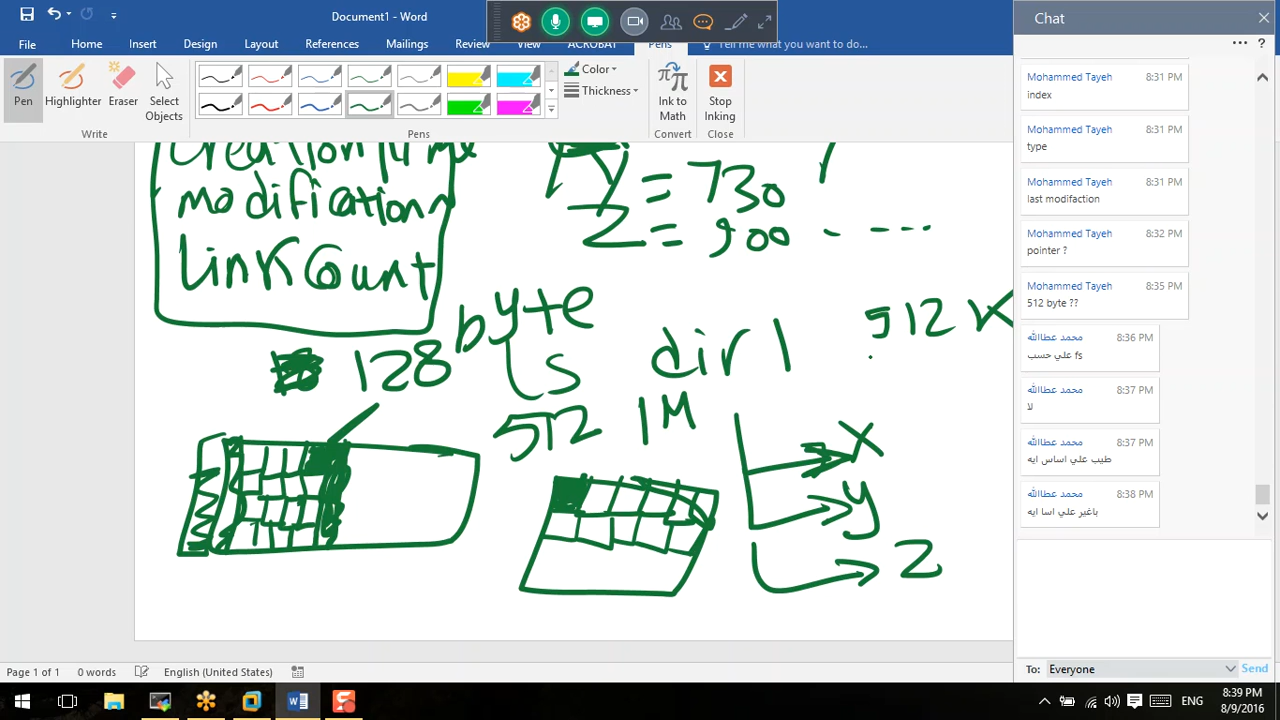 Document1 - Word
File
Home
Insert
Design
Layout
References
Mailings
Review
View
ACROBAT
Pens
Tell me what you want to do...
Pen
Highlighter
Eraser
Select Objects
Write
Pens
Color
Thickness
Ink to Math
Convert
Stop Inking
Close
modification
Link Count
= 730
Z = 900 - ----
128 byte
ls dir1
512 1M
512 K
X
y
Z
Chat
Mohammed Tayeh 8:31 PM
index
Mohammed Tayeh 8:31 PM
type
Mohammed Tayeh 8:31 PM
last modifaction
Mohammed Tayeh 8:32 PM
pointer ?
Mohammed Tayeh 8:35 PM
512 byte ??
محمد عطاالله 8:36 PM
علي حسب fs
محمد عطاالله 8:37 PM
لا
محمد عطاالله 8:37 PM
طيب علي اساس ايه
محمد عطاالله 8:38 PM
باغير علي اسا ايه
To: Everyone Send
Page 1 of 1 0 words English (United States)
ENG
8:39 PM
8/9/2016